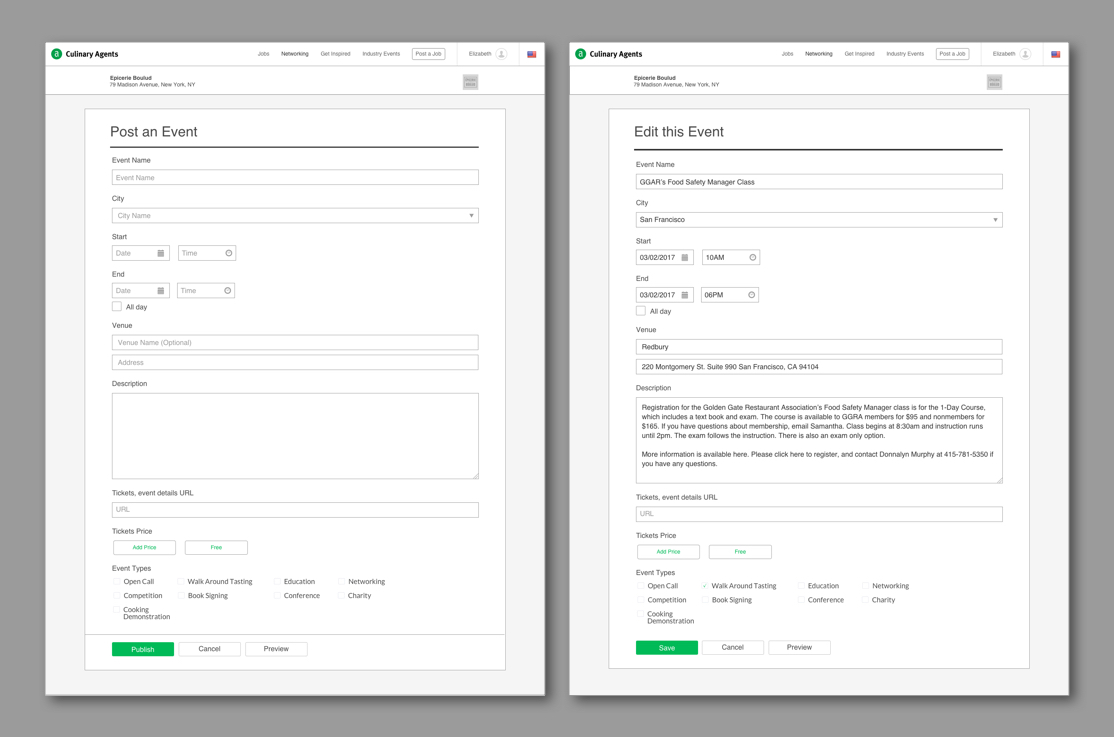 Culinary Agents
Jobs Networking Get Inspired Industry Events Post a Job Elizabeth
Epicerie Boulud
79 Madison Avenue, New York, NY
Post an Event
Event Name
Event Name
City
City Name
Start
Date Time
End
Date Time
All day
Venue
Venue Name (Optional)
Address
Description
Tickets, event details URL
URL
Tickets Price
Add Price Free
Event Types
Open Call Walk Around Tasting Education Networking
Competition Book Signing Conference Charity
Cooking
Demonstration
Publish Cancel Preview
Culinary Agents
Jobs Networking Get Inspired Industry Events Post a Job Elizabeth
Epicerie Boulud
79 Madison Avenue, New York, NY
Edit this Event
Event Name
GGAR's Food Safety Manager Class
City
San Francisco
Start
03/02/2017 10AM
End
03/02/2017 06PM
All day
Venue
Redbury
220 Montgomery St. Suite 990 San Francisco, CA 94104
Description
Registration for the Golden Gate Restaurant Association's Food Safety Manager class is for the 1-Day Course,
which includes a text book and exam. The course is available to GGRA members for $95 and nonmembers for
$165. If you have questions about membership, email Samantha. Class begins at 8:30am and instruction runs
until 2pm. The exam follows the instruction. There is also an exam only option.
More information is available here. Please click here to register, and contact Donnalyn Murphy at 415-781-5350 if
you have any questions.
Tickets, event details URL
URL
Tickets Price
Add Price Free
Event Types
Open Call Walk Around Tasting Education Networking
Competition Book Signing Conference Charity
Cooking
Demonstration
Save Cancel Preview